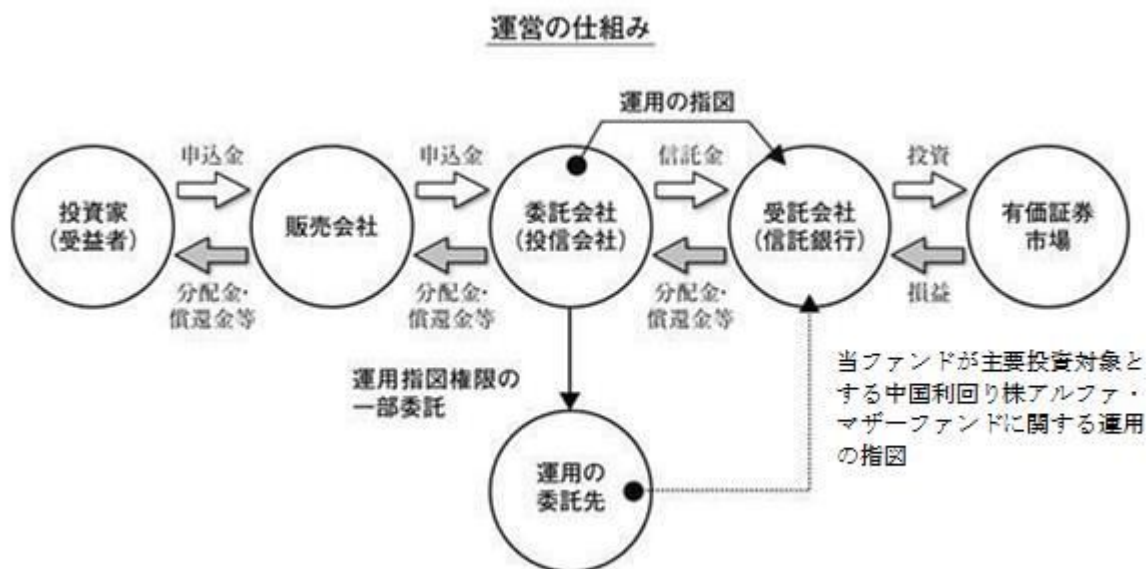 運営の仕組み
運用の指図
申込金
申込金
信託金
投資
投資家
(受益者)
販売会社
委託会社
(投信会社)
受託会社
(信託銀行)
有価証券
市場
分配金・
償還金等
分配金・
償還金等
分配金・
償還金等
損益
運用指図権限の
一部委託
当ファンドが主要投資対象と
する中国利回り株アルファ・
マザーファンドに関する運用
の指図
運用の
委託先